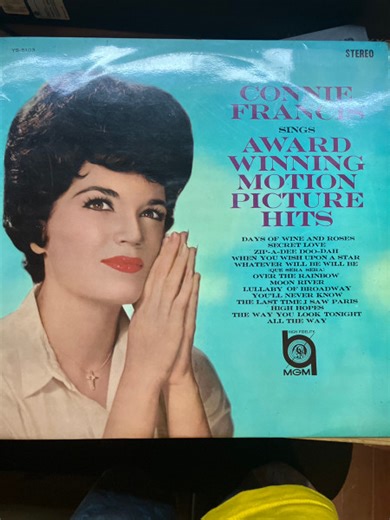 STEREO
CONNIE
FRANCIS
SINGS
AWARD
WINNING
MOTION
PICTURE
HITS
DAYS OF WINE AND ROSES
SECRET LOVE
ZIP-A-DEE DOO-DAH
WHEN YOU WISH UPON A STAR
WHATEVER WILL BE WILL BE
(QUE SERA SERA)
OVER THE RAINBOW
MOON RIVER
LULLABY OF BROADWAY
YOU'LL NEVER KNOW
THE LAST TIME I SAW PARIS
HIGH HOPES
THE WAY YOU LOOK TONIGHT
ALL THE WAY
MGM